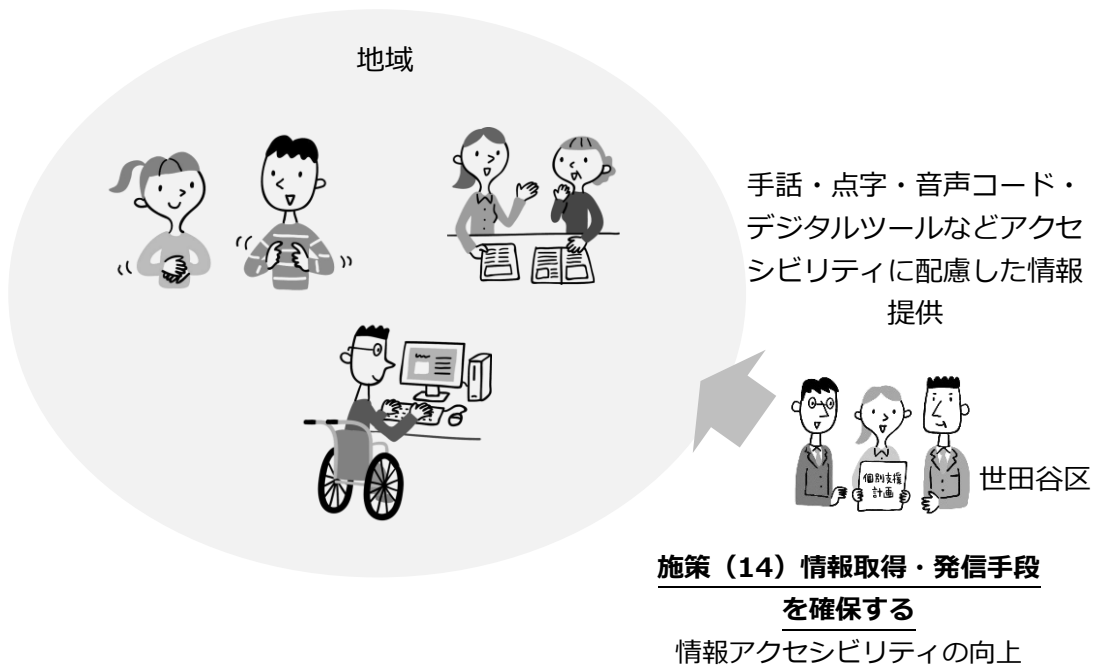 地域
手話・点字・音声コード・
デジタルツールなどアクセ
シビリティに配慮した情報
提供
個別支援
計画
世田谷区
施策（14）情報取得・発信手段
を確保する
情報アクセシビリティの向上